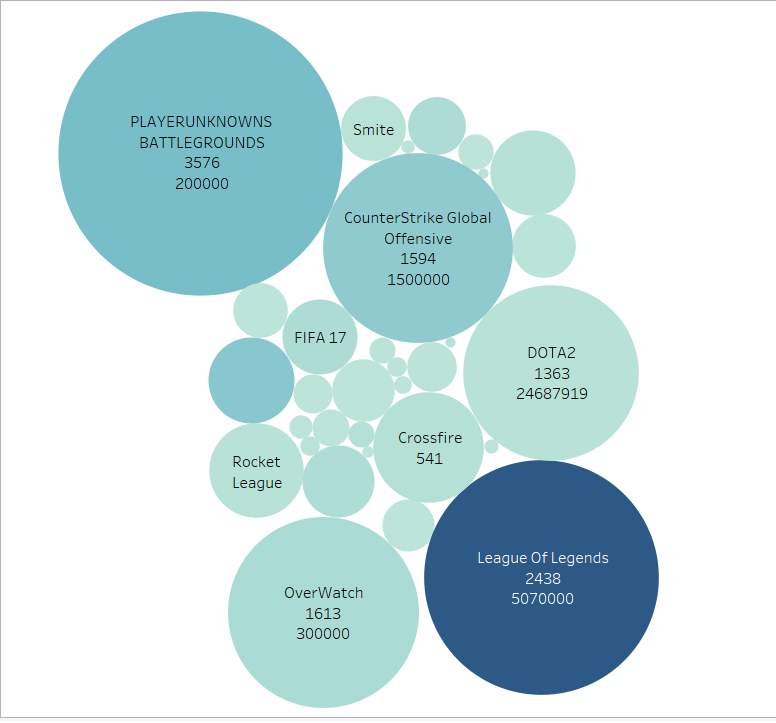 PLAYERUNKNOWNS
BATTLEGROUNDS
3576
200000
Smite
CounterStrike Global
Offensive
1594
1500000
FIFA 17
DOTA2
1363
24687919
Crossfire
541
Rocket
League
League Of Legends
2438
5070000
OverWatch
1613
300000